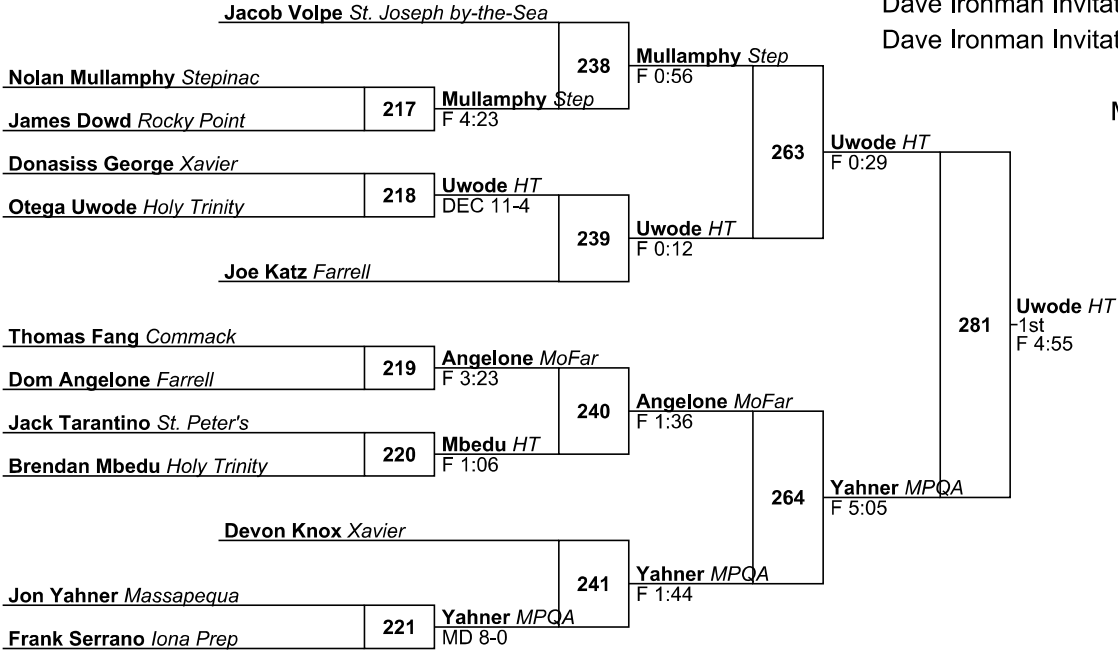 Jacob Volpe St. Joseph by-the-Sea
Dave Ironman Invitat
Dave Ironman Invitat
238
Mullamphy Step
F 0:56
Nolan Mullamphy Stepinac
217
Mullamphy Step
F 4:23
James Dowd Rocky Point
M
263
Uwode HT
F 0:29
Donasiss George Xavier
218
Uwode HT
DEC 11-4
Otega Uwode Holy Trinity
239
Uwode HT
F 0:12
Joe Katz Farrell
281
Uwode HT
1st
F 4:55
Thomas Fang Commack
219
Angelone MoFar
F 3:23
Dom Angelone Farrell
240
Angelone MoFar
F 1:36
Jack Tarantino St. Peter's
220
Mbedu HT
F 1:06
Brendan Mbedu Holy Trinity
264
Yahner MPQA
F 5:05
Devon Knox Xavier
241
Yahner MPQA
F 1:44
Jon Yahner Massapequa
221
Yahner MPQA
MD 8-0
Frank Serrano Iona Prep